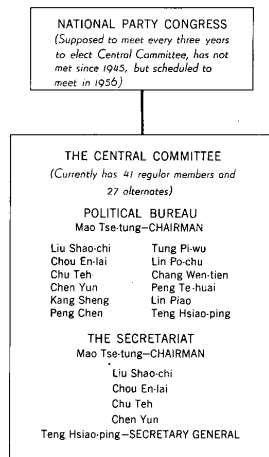 NATIONAL PARTY CONGRESS
(Supposed to meet every three years
to elect Central Committee, has not
met since 1945, but scheduled to
meet in 1956)
THE CENTRAL COMMITTEE
(Currently has 41 regular members and
27 alternates)
POLITICAL BUREAU
Mao Tse-tung—CHAIRMAN
Liu Shao-chi Tung Pi-wu
Chou En-lai Lin Po-chu
Chu Teh Chang Wen-tien
Chen Yun Peng Te-huai
Kang Sheng Lin Piao
Peng Chen Teng Hsiao-ping
THE SECRETARIAT
Mao Tse-tung—CHAIRMAN
Liu Shao-chi
Chou En-lai
Chu Teh
Chen Yun
Teng Hsiao-ping—SECRETARY GENERAL